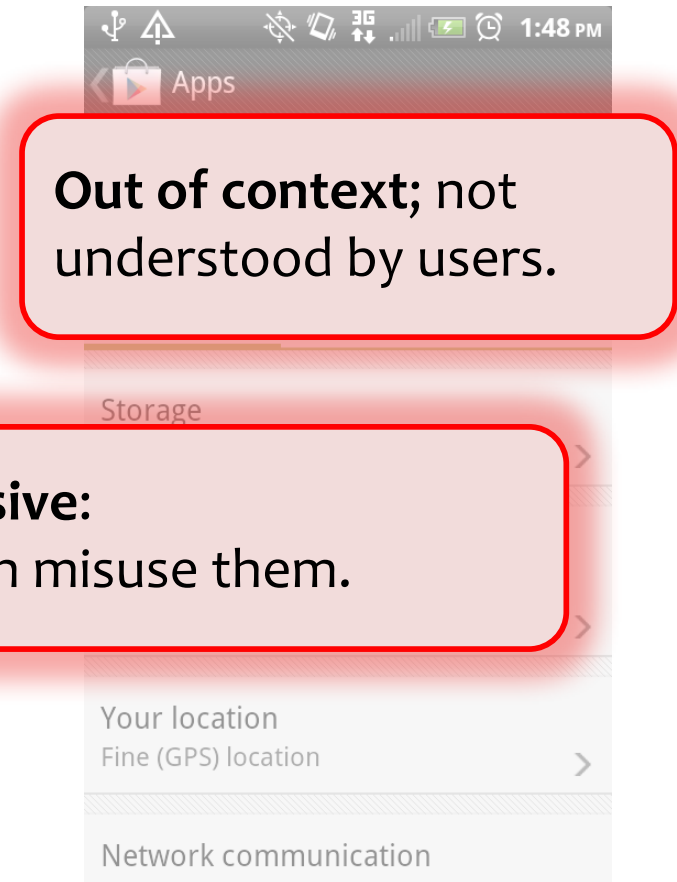 3G 1:48 PM
Apps
Out of context; not
understood by users.
Storage
sive:
n misuse them.
Your location
Fine (GPS) location
Network communication